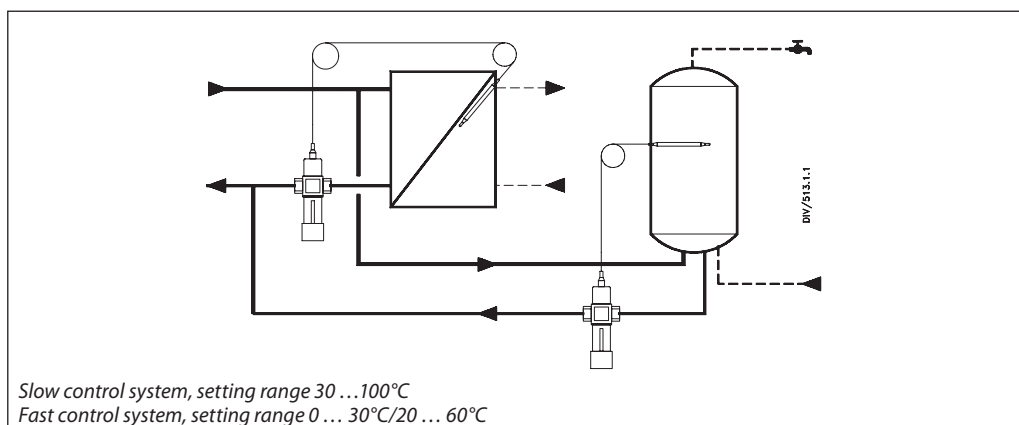 DIV/513.1.1
Slow control system, setting range 30 …100°C
Fast control system, setting range 0 … 30°C/20 … 60°C